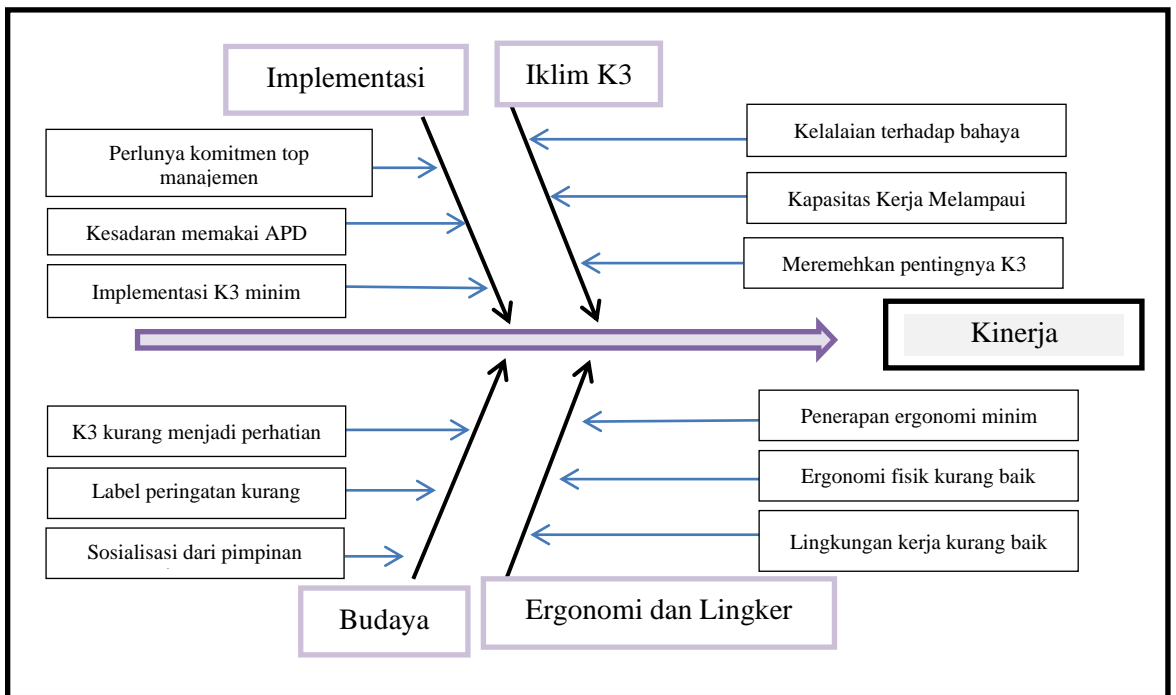 Implementasi
Iklim K3
Perlunya komitmen top
manajemen
Kesadaran memakai APD
Implementasi K3 minim
Kelalaian terhadap bahaya
Kapasitas Kerja Melampaui
Meremehkan pentingnya K3
Kinerja
K3 kurang menjadi perhatian
Label peringatan kurang
Sosialisasi dari pimpinan
Penerapan ergonomi minim
Ergonomi fisik kurang baik
Lingkungan kerja kurang baik
Budaya
Ergonomi dan Lingker